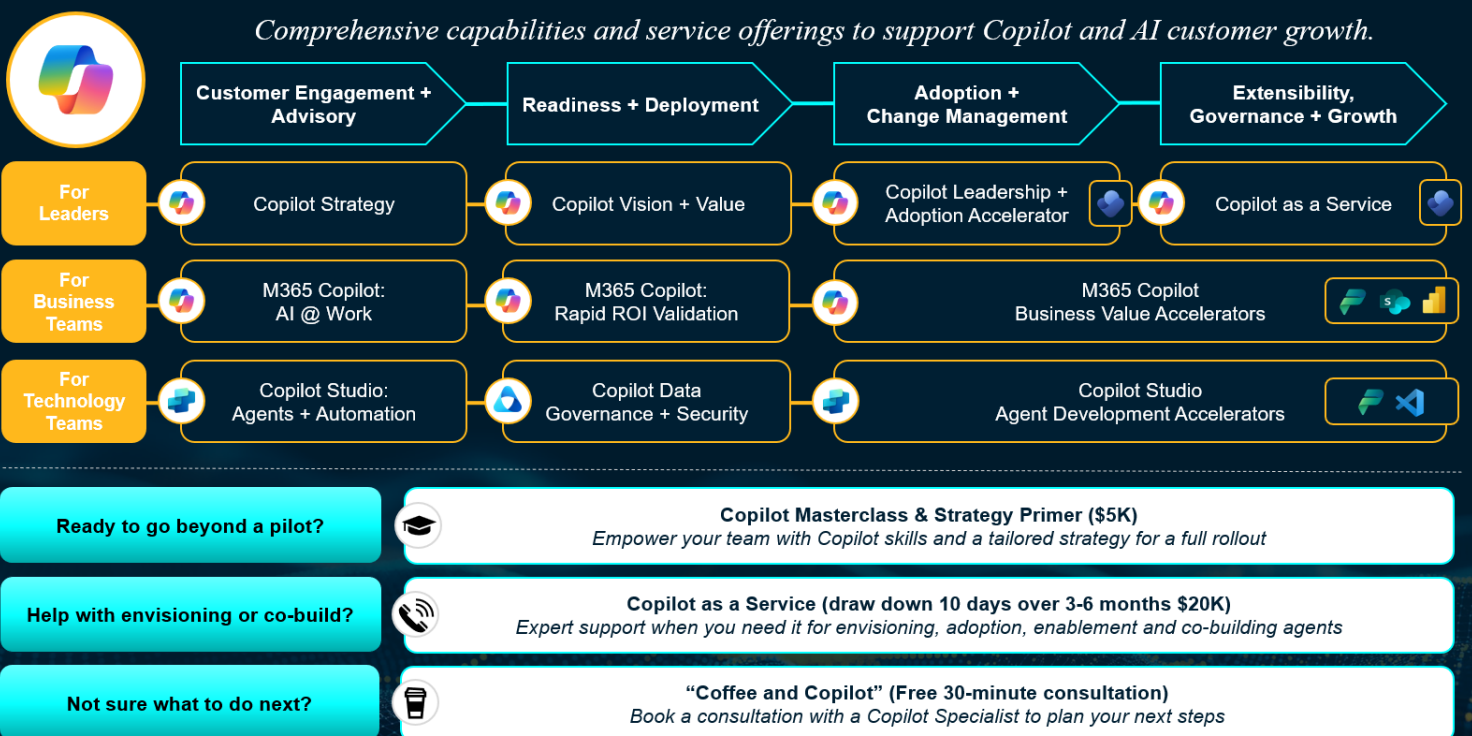 Comprehensive capabilities and service offerings to support Copilot and AI customer growth.
Customer Engagement +
Advisory
Readiness + Deployment
Adoption +
Change Management
Extensibility,
Governance + Growth
For
Leaders
Copilot Strategy
Copilot Vision + Value
Copilot Leadership +
Adoption Accelerator
Copilot as a Service
For
Business
Teams
M365 Copilot:
AI @ Work
M365 Copilot:
Rapid ROI Validation
M365 Copilot
Business Value Accelerators
S
For
Technology
Teams
Copilot Studio:
Agents + Automation
Copilot Data
Governance + Security
Copilot Studio
Agent Development Accelerators
Ready to go beyond a pilot?
Copilot Masterclass & Strategy Primer ($5K)
Empower your team with Copilot skills and a tailored strategy for a full rollout
Help with envisioning or co-build?
Copilot as a Service (draw down 10 days over 3-6 months $20K)
Expert support when you need it for envisioning, adoption, enablement and co-building agents
Not sure what to do next?
“Coffee and Copilot” (Free 30-minute consultation)
Book a consultation with a Copilot Specialist to plan your next steps